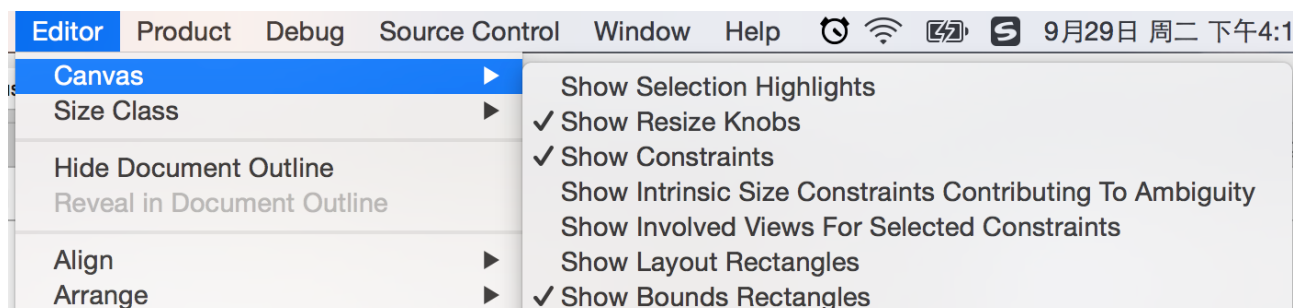 Editor Product Debug Source Control Window Help 9月29日 周二 下午4:1
Canvas
Size Class
Hide Document Outline
Reveal in Document Outline
Align
Arrange
Show Selection Highlights
✓ Show Resize Knobs
✓ Show Constraints
Show Intrinsic Size Constraints Contributing To Ambiguity
Show Involved Views For Selected Constraints
Show Layout Rectangles
✓ Show Bounds Rectangles